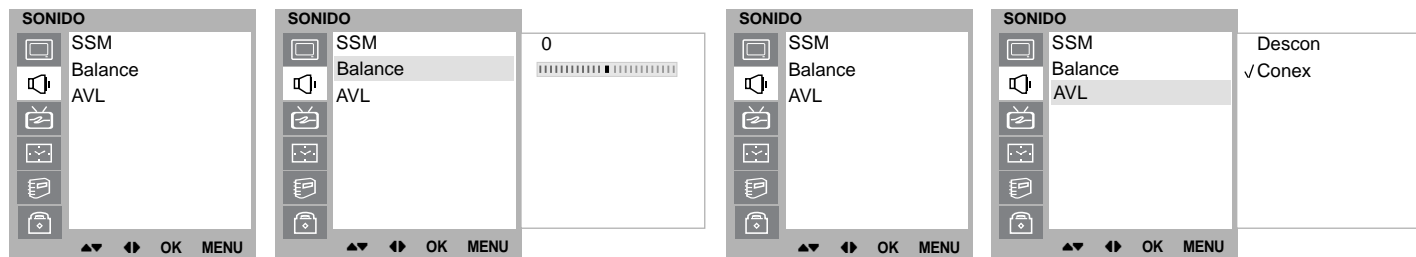 SONIDO
SSM
Balance
AVL
OK MENU
SONIDO
SSM
Balance
AVL
0
OK MENU
SONIDO
SSM
Balance
AVL
OK MENU
SONIDO
SSM
Balance
AVL
Descon
√ Conex
OK MENU